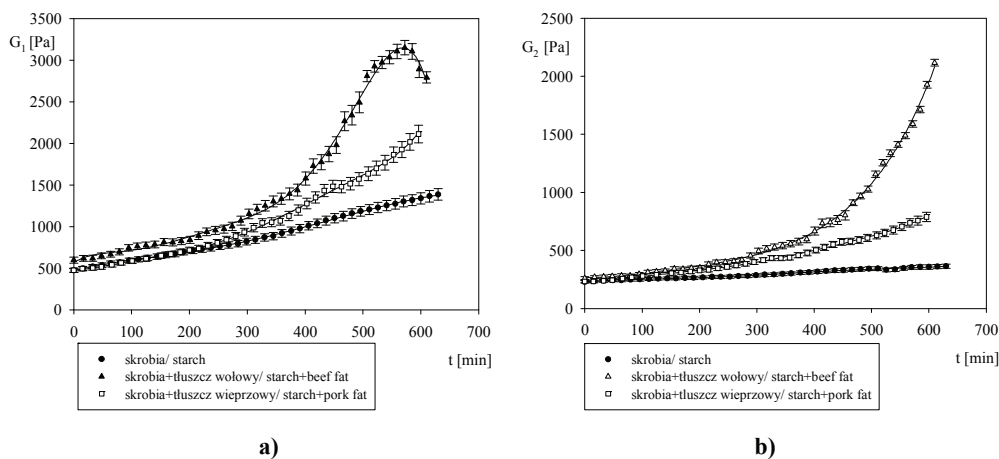 G₁ [Pa]
3500
3000
2500
2000
1500
1000
500
0
0 100 200 300 400 500 600 700
t [min]
skrobia/ starch
skrobia+tłuszcz wołowy/ starch+beef fat
skrobia+tłuszcz wieprzowy/ starch+pork fat
a)
G₂ [Pa]
2500
2000
1500
1000
500
0
0 100 200 300 400 500 600 700
t [min]
skrobia/ starch
skrobia+tłuszcz wołowy/ starch+beef fat
skrobia+tłuszcz wieprzowy/ starch+pork fat
b)